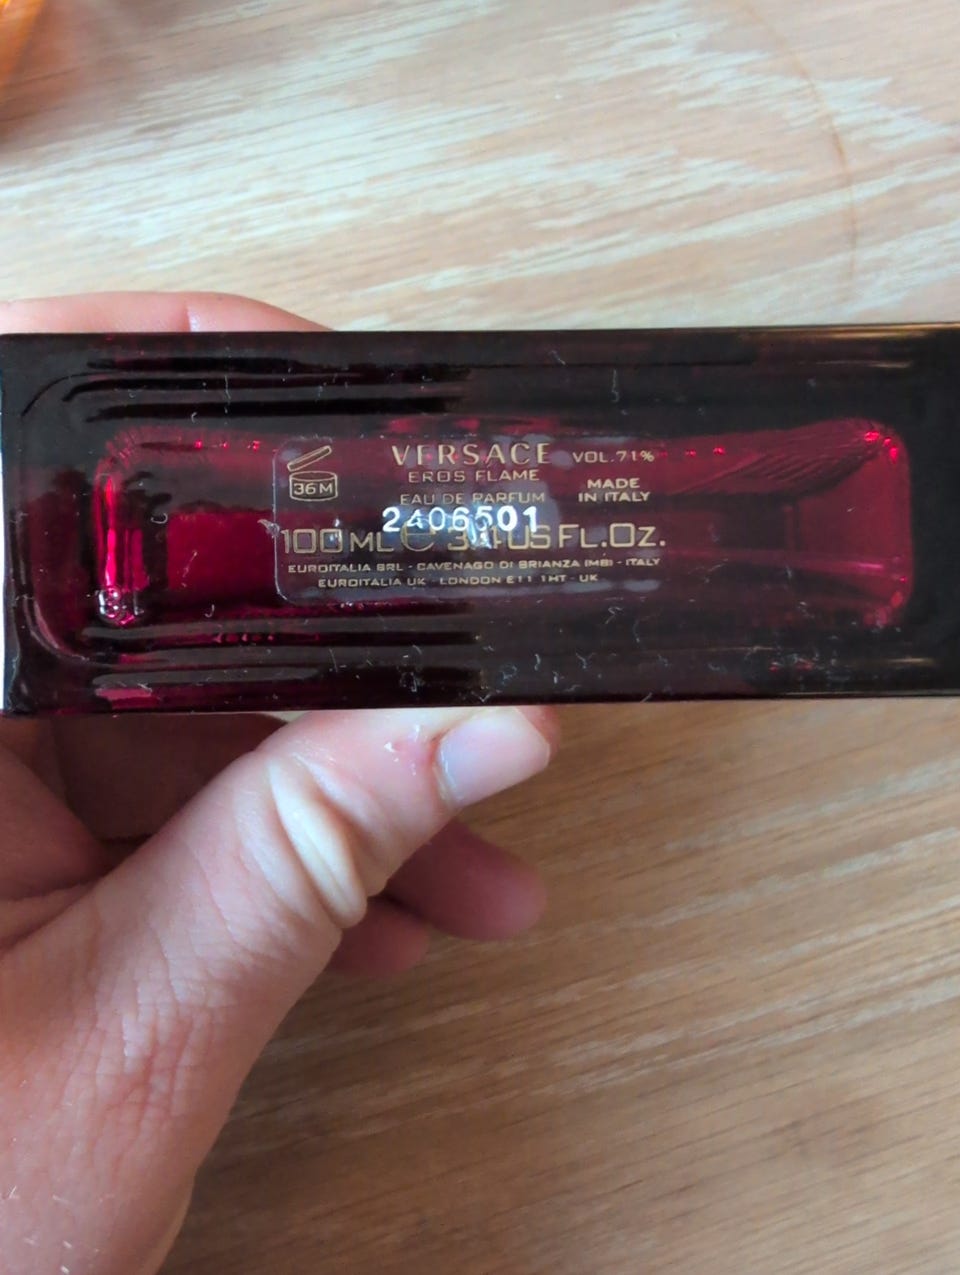 36M
VERSACE
EROS FLAME
EAU DE PARFUM
VOL.71%
MADE
IN ITALY
2406501
100 ML e 3.4 US FL.OZ.
EUROITALIA SRL - CAVENAGO DI BRIANZA (MB) - ITALY
EUROITALIA UK - LONDON E11 1HT - UK